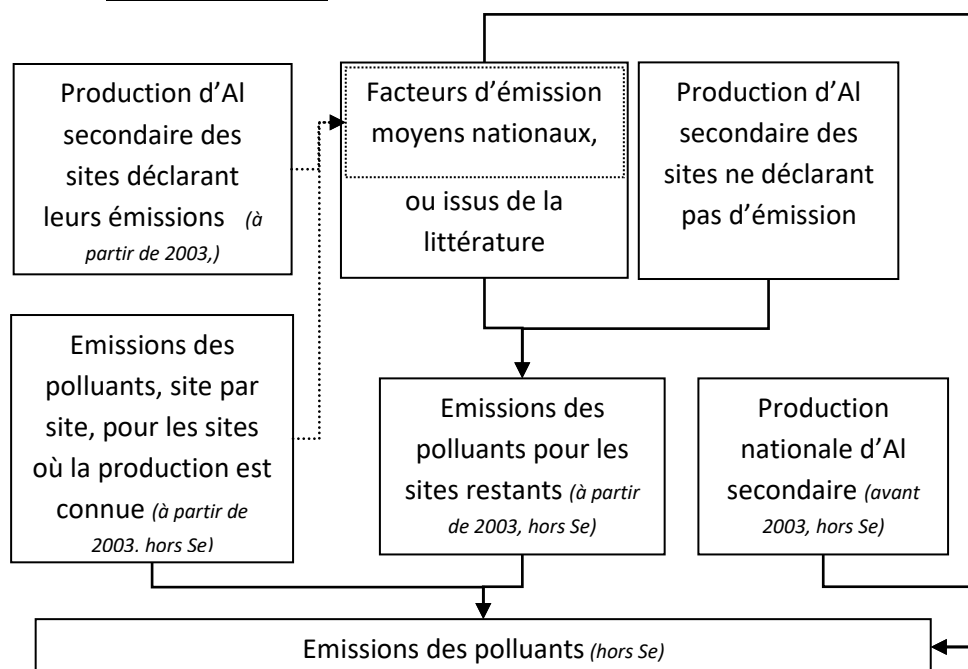 Production d’Al
secondaire des
sites déclarant
leurs émissions (à
partir de 2003,)
Facteurs d’émission
moyens nationaux,
ou issus de la
littérature
Production d’Al
secondaire des
sites ne déclarant
pas d’émission
Emissions des
polluants, site par
site, pour les sites
où la production est
connue (à partir de
2003. hors Se)
Emissions des
polluants pour les
sites restants (à partir
de 2003, hors Se)
Production
nationale d’Al
secondaire (avant
2003, hors Se)
Emissions des polluants (hors Se)